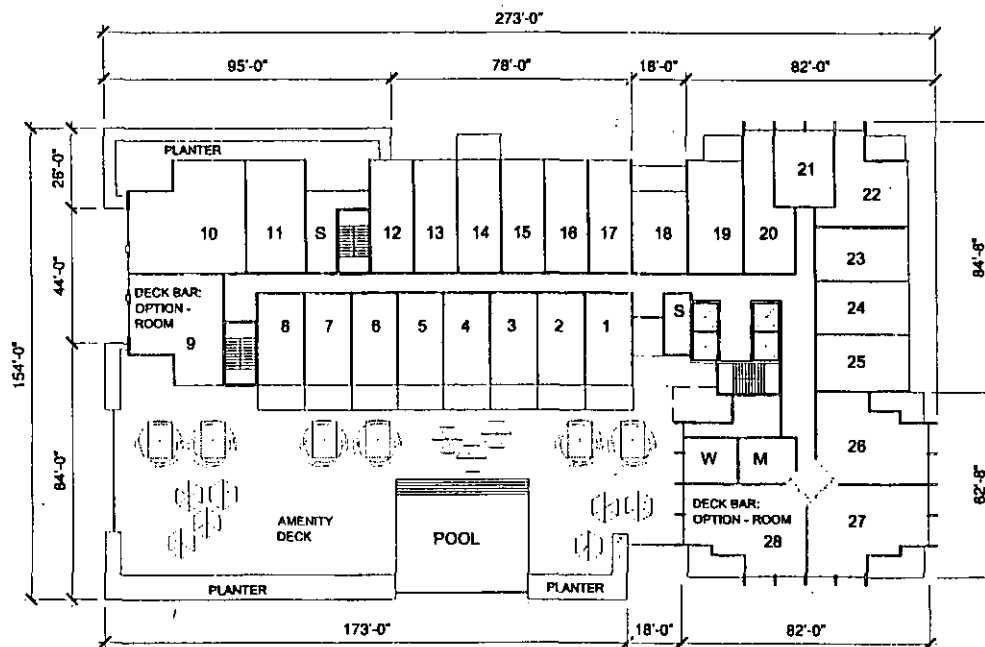 273'-0"
95'-0"
78'-0"
18'-0"
82'-0"
PLANTER
26'-0"
21
22
10
11
S
12
13
14
15
16
17
18
19
20
23
44'-0"
84'-8"
DECK BAR:
OPTION -
ROOM
9
8
7
6
5
4
3
2
1
S
24
25
154'-0"
84'-0"
26
W
M
62'-8"
DECK BAR:
OPTION - ROOM
28
27
AMENITY
DECK
POOL
PLANTER
PLANTER
173'-0"
18'-0"
82'-0"